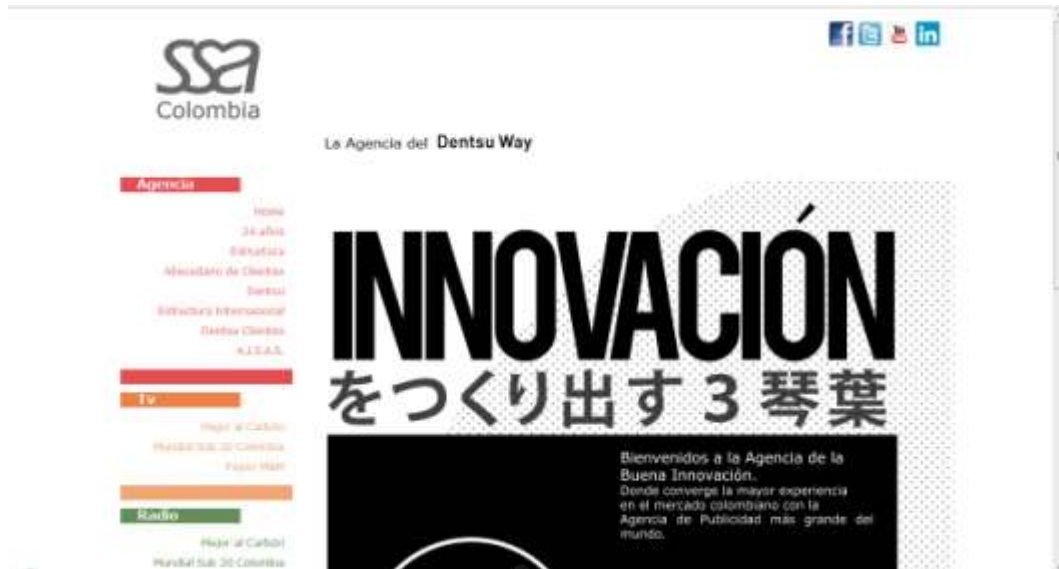 ssa
Colombia
La Agencia del Dentsu Way
Agencia
Home
24 años
Estructura
Abecedario de Clientes
Dentsu
Estructura Internacional
Dentsu Clientes
A.I.S.A.S.
Tv
Mejor al Carbón
Mundial Sub 20 Colombia
Radio
Mejor al Carbón
Mundial Sub 20 Colombia
INNOVACIÓN
をつくり出す3琴葉
Bienvenidos a la Agencia de la
Buena Innovación.
Donde converge la mayor experiencia
en el mercado colombiano con la
Agencia de Publicidad más grande del
mundo.